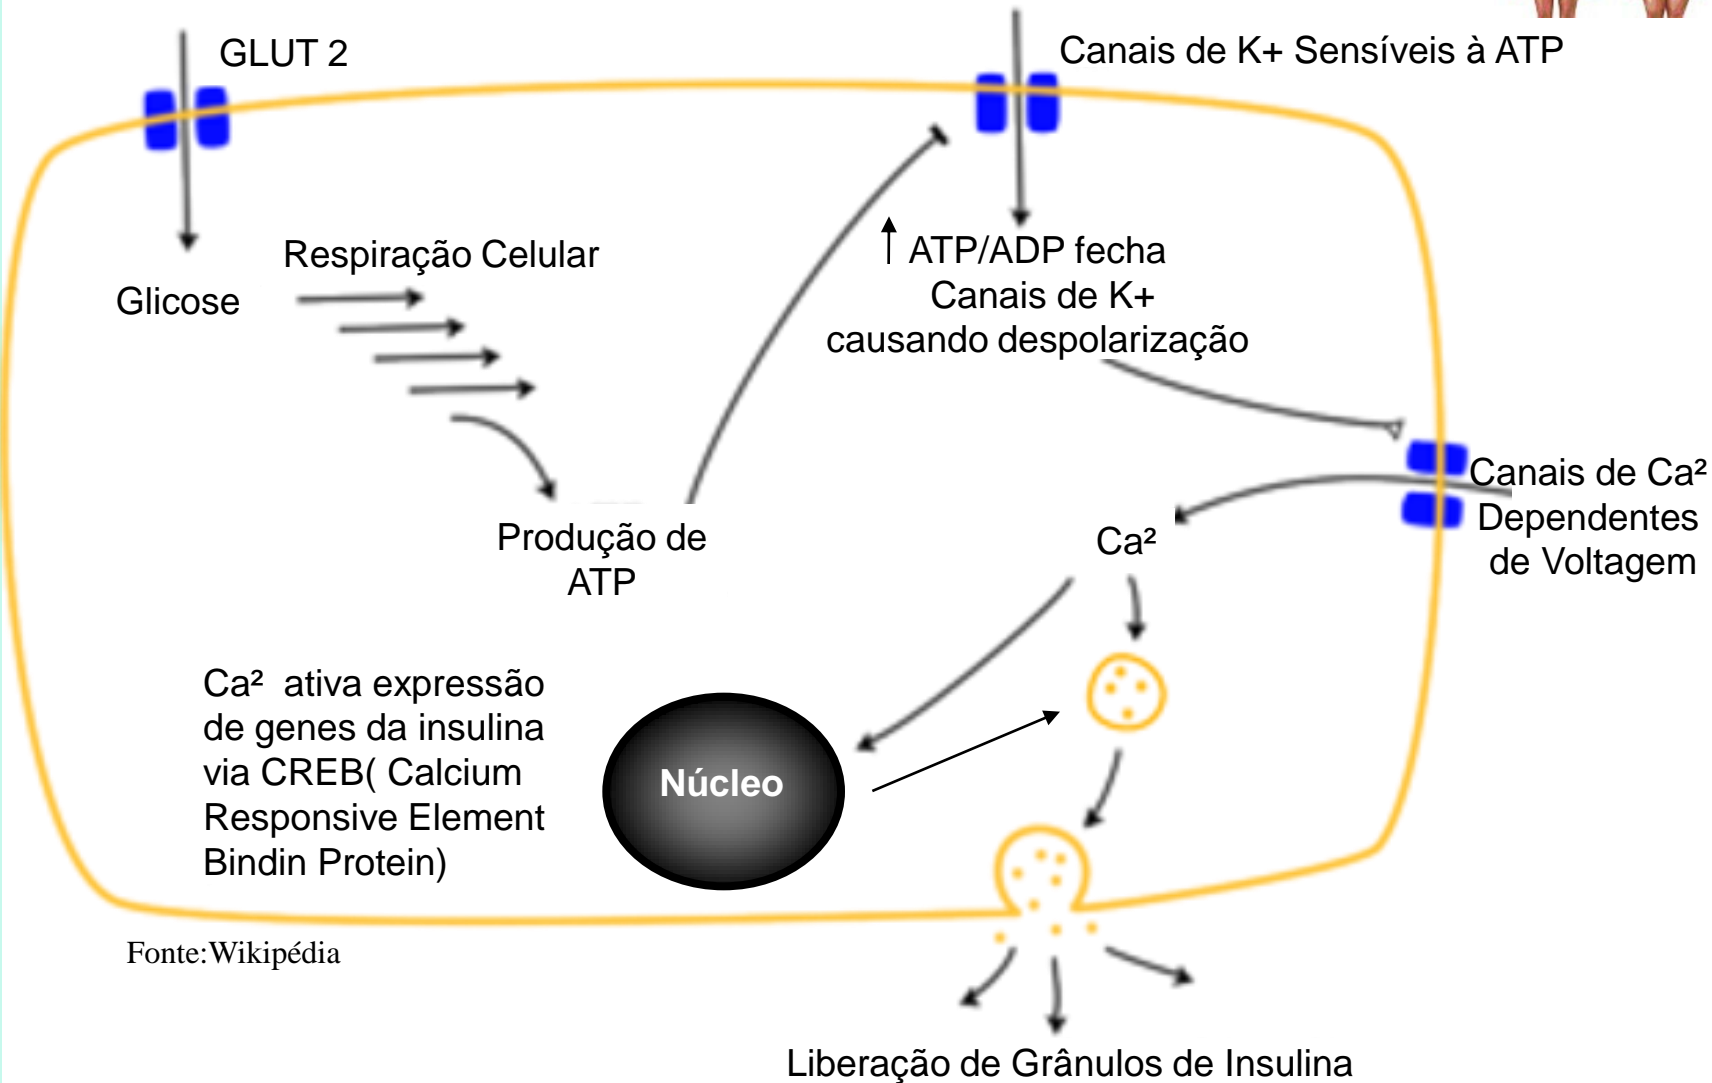 GLUT 2
Canais de K+ Sensíveis à ATP
Respiração Celular
Glicose
ATP/ADP fecha
Canais de K+
causando despolarização
Canais de Ca²
Dependentes
de Voltagem
Produção de
ATP
Ca²
Ca² ativa expressão
de genes da insulina
via CREB( Calcium
Responsive Element
Bindin Protein)
Núcleo
Fonte:Wikipédia
Liberação de Grânulos de Insulina